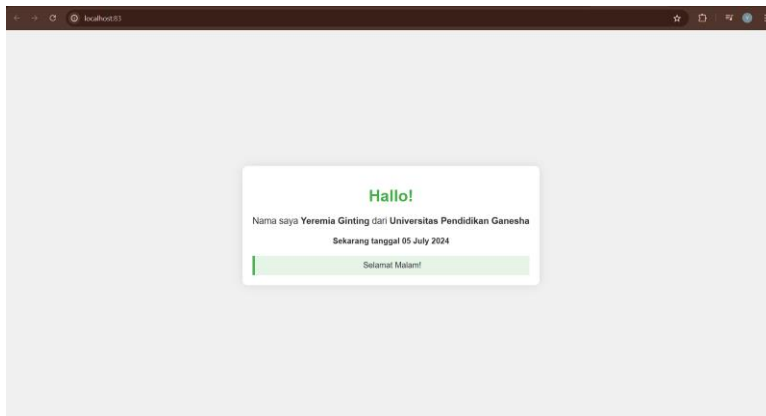 localhost:83
Hallo!
Nama saya Yeremia Ginting dari Universitas Pendidikan Ganesha
Sekarang tanggal 05 July 2024
Selamat Malam!